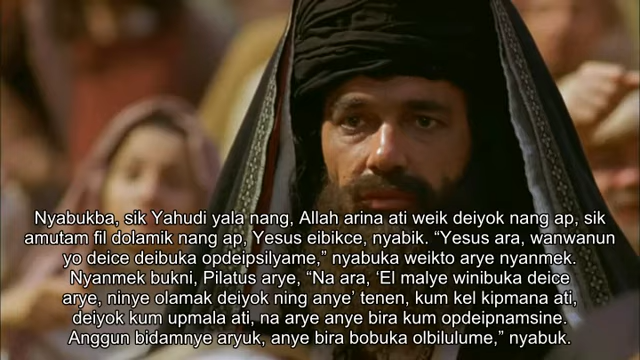 Nyabukba, sik Yahudi yala nang, Allah arina ati weik deiyok nang ap, sik
amutam fil dolamik nang ap, Yesus eibikce, nyabik. “Yesus ara, wanwanun
yo deice deibuka opdeipsilyame,” nyabuka weikto arye nyanmek.
Nyanmek bukni, Pilatus arye, “Na ara, ‘El malye winibuka deice
arye, ninye olamak deiyok ning anye’ tenen, kum kel kipmana ati,
deiyok kum upmala ati, na arye anye bira kum opdeipnamsine.
Anggun bidamnye aryuk, anye bira bobuka olbilulume,” nyabuk.